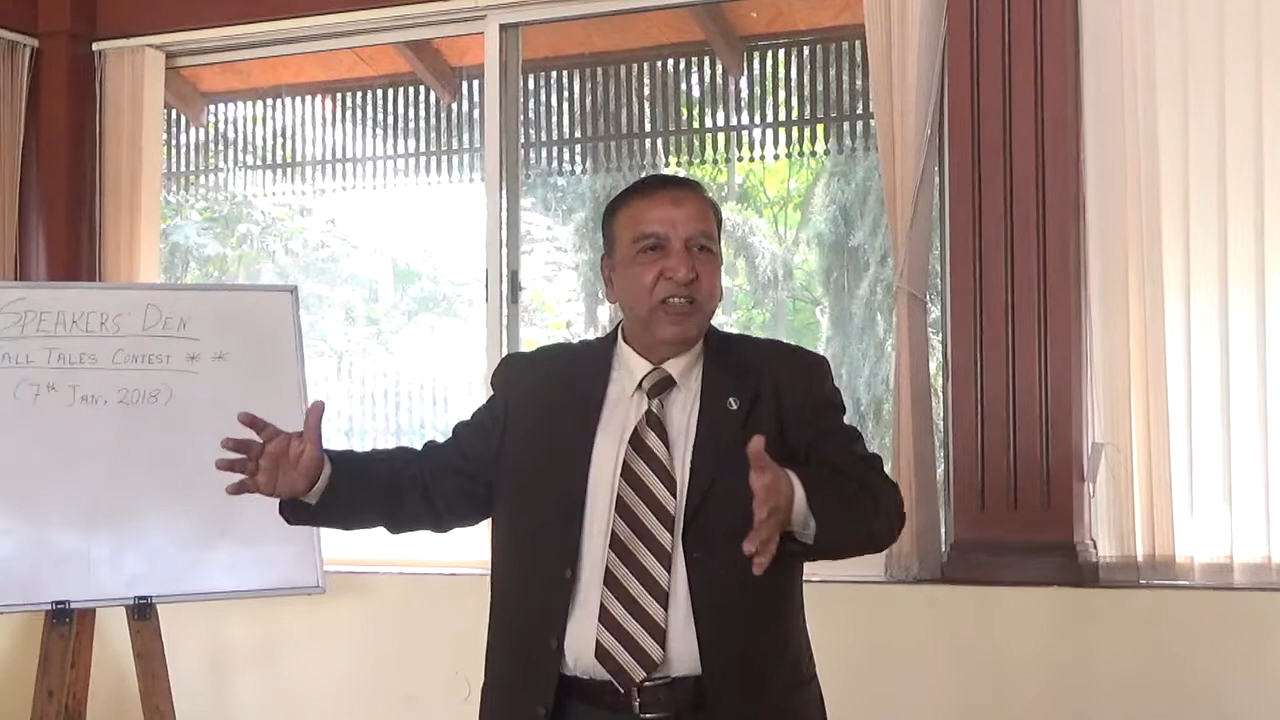 SPEAKERS' DEN
ALL TALES CONTEST * *
(7th JAN, 2018)